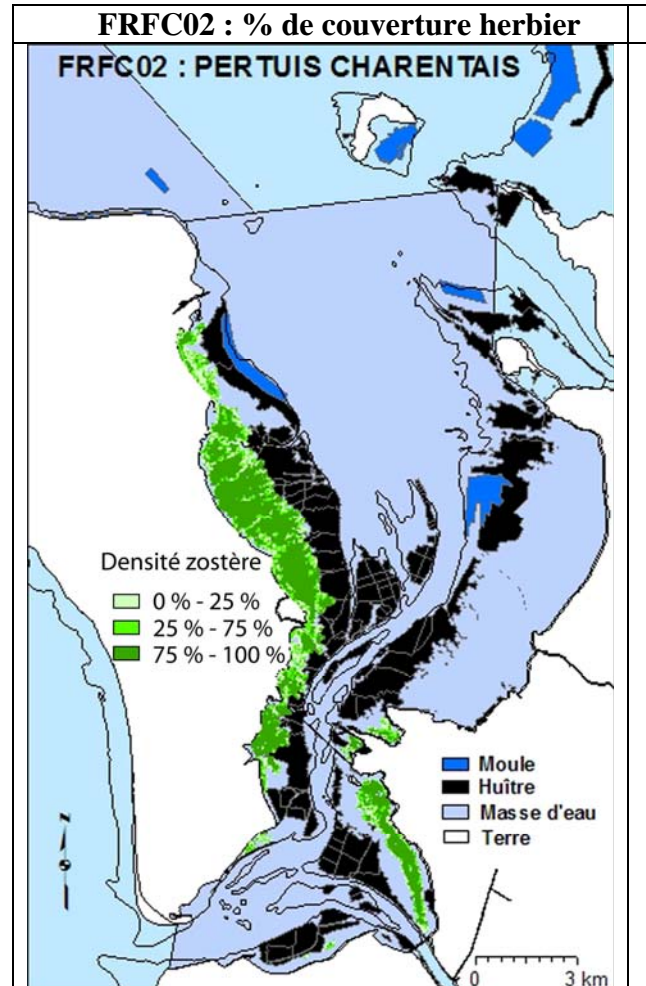 FRFC02 : % de couverture herbier
FRFC02 : PERTUIS CHARENTAIS
Densité zostère
0 % - 25 %
25 % - 75 %
75 % - 100 %
Moule
Huître
Masse d'eau
Terre
N
0 3 km